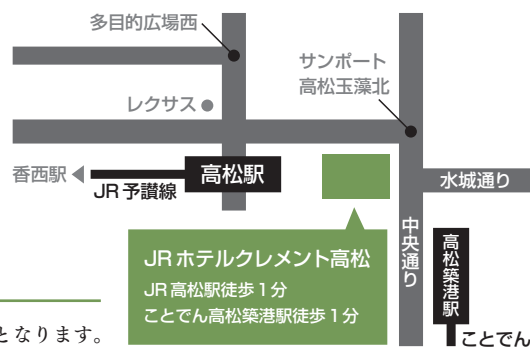 多目的広場西
サンポート
高松玉藻北
レクサス
香西駅
JR予讃線
高松駅
水城通り
中央通り
高松築港駅
JRホテルクレメント高松
JR高松駅徒歩1分
ことでん高松築港駅徒歩1分
となります。
ことでん